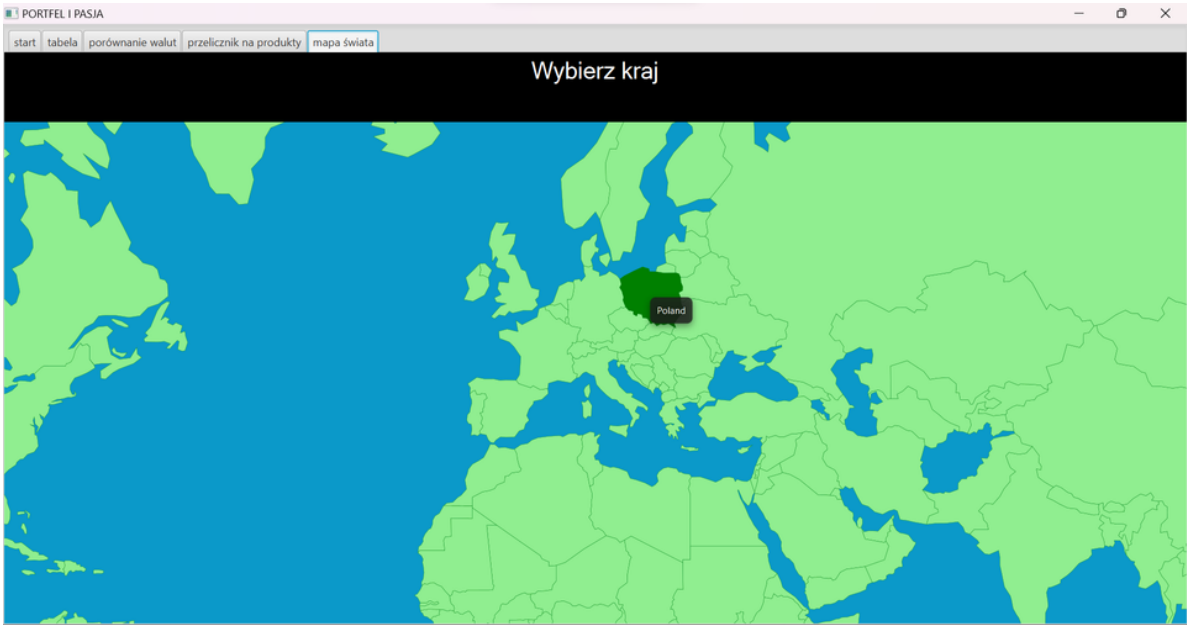 PORTFEL I PASJA
start tabela porównanie walut przelicznik na produkty mapa świata
Wybierz kraj
Poland